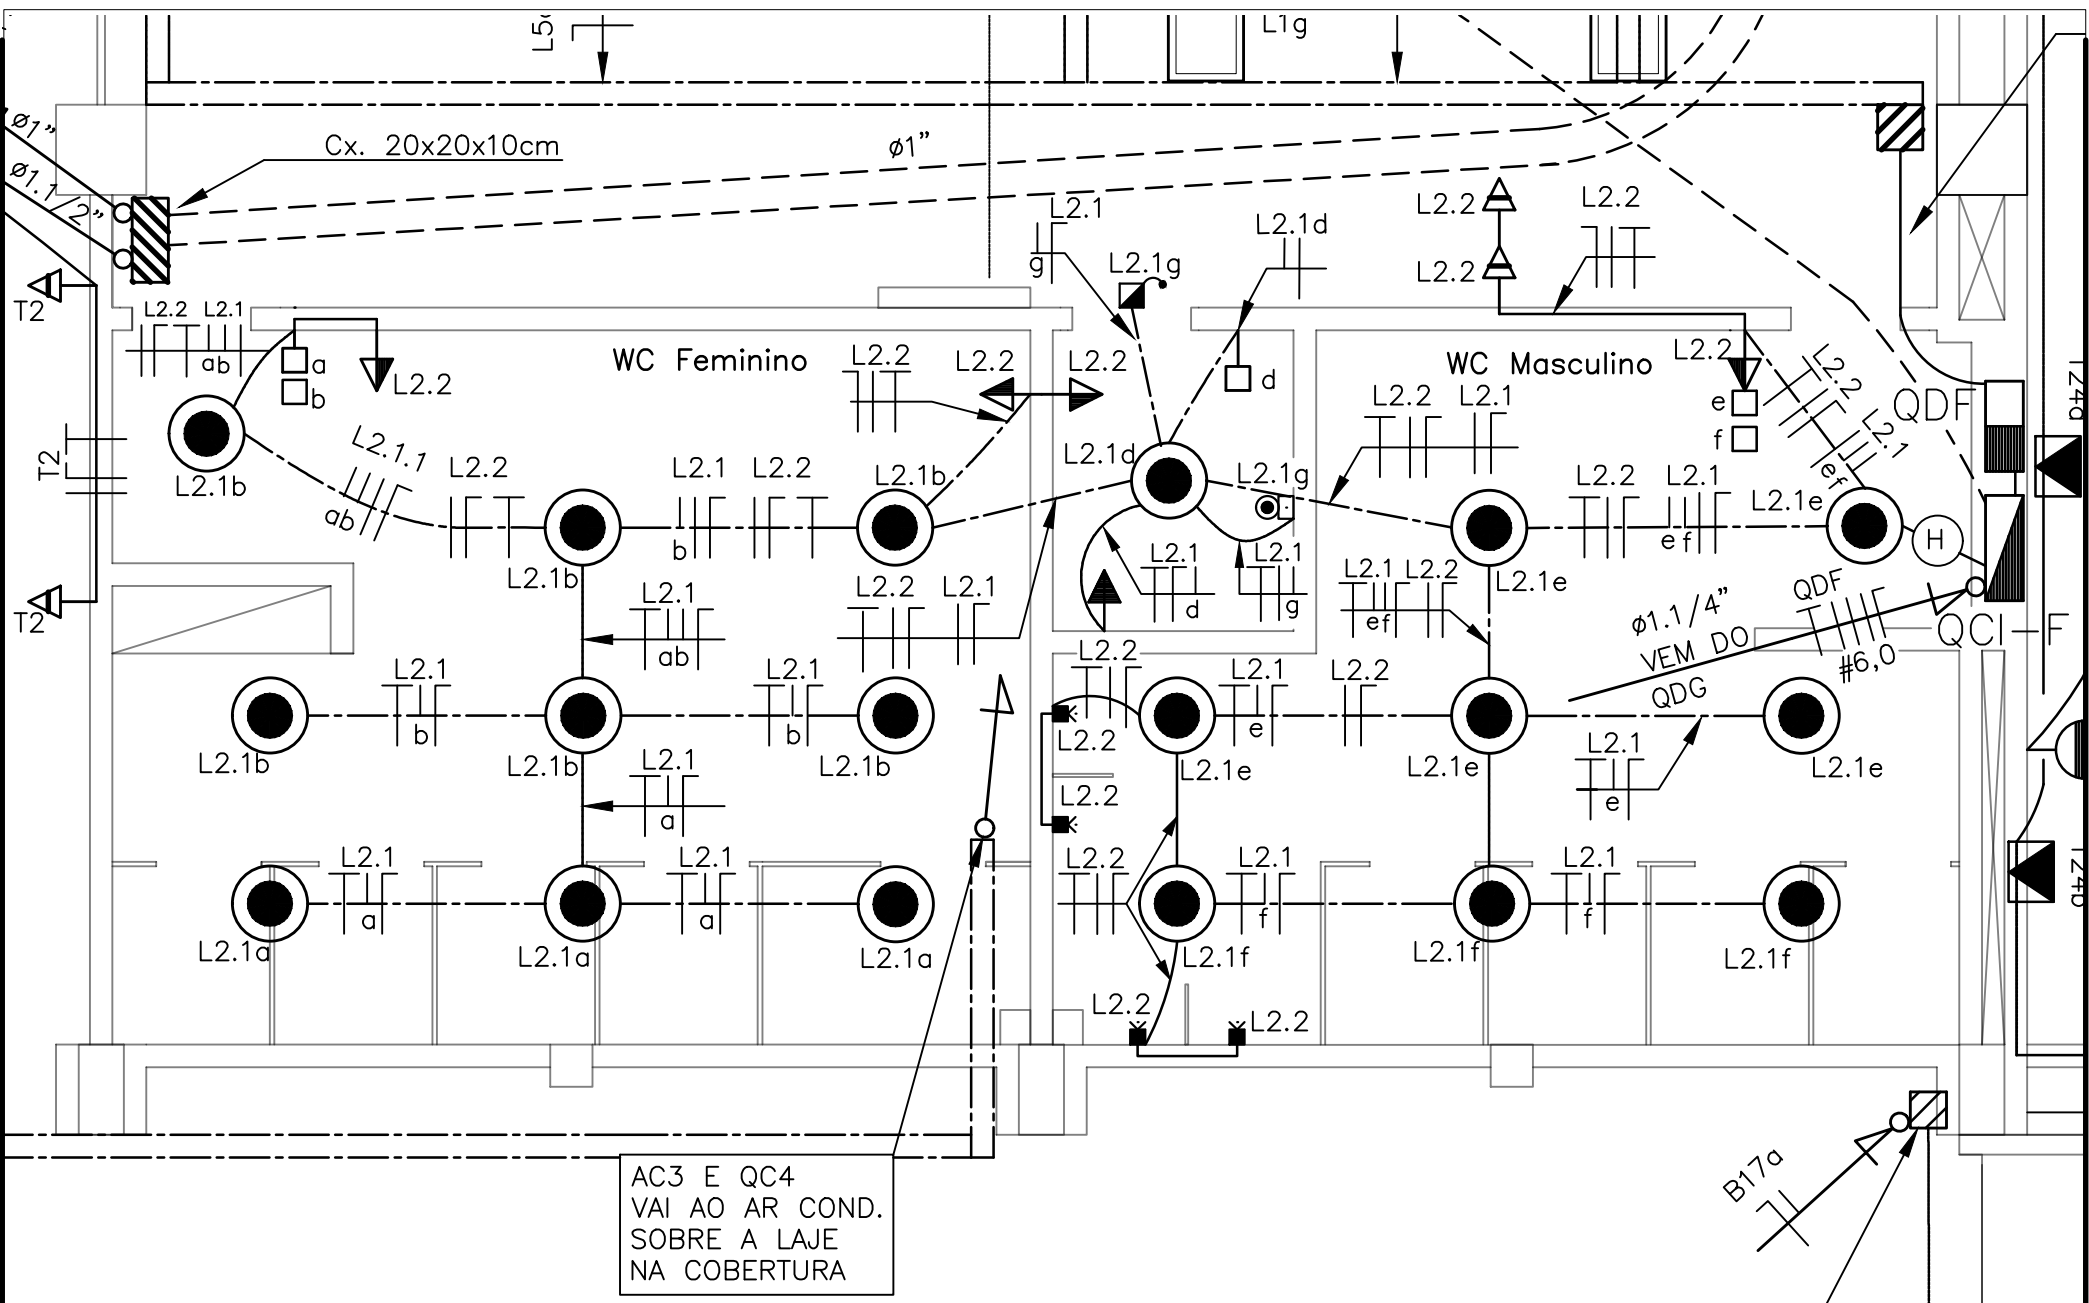 L1g
ø1"
ø1.1/2"
Cx. 20x20x10cm
ø1"
L2.1
g
L2.1g
L2.1d
L2.2
L2.2
L2.2
T2
L2.2
L2.1
ab
a
b
L2.2
WC Feminino
L2.2
L2.2
L2.2
d
WC Masculino
L2.2
e
f
L2.2
L2.1
ef
QDF
T24a
T2
L2.1b
L2.1.1
ab
L2.2
L2.1
b
L2.2
L2.1b
L2.1d
L2.1g
L2.2
L2.1
L2.2
L2.1
ef
L2.1e
H
T2
L2.1b
L2.1
ab
L2.2
L2.1
L2.1
d
L2.1
g
L2.1
ef
L2.2
L2.1e
QDF
ø1.1/4"
VEM DO
QDG
#6,0
QCI-F
L2.1
b
L2.1
b
L2.2
L2.1
e
L2.2
L2.1b
L2.1b
L2.1b
L2.2
L2.1e
L2.1e
L2.1
e
L2.1e
L2.1
a
L2.2
L2.1
a
L2.1
a
L2.2
L2.1
f
L2.1
f
T24b
L2.1a
L2.1a
L2.1a
L2.1f
L2.1f
L2.1f
L2.2
L2.2
AC3 E QC4
VAI AO AR COND.
SOBRE A LAJE
NA COBERTURA
B17a